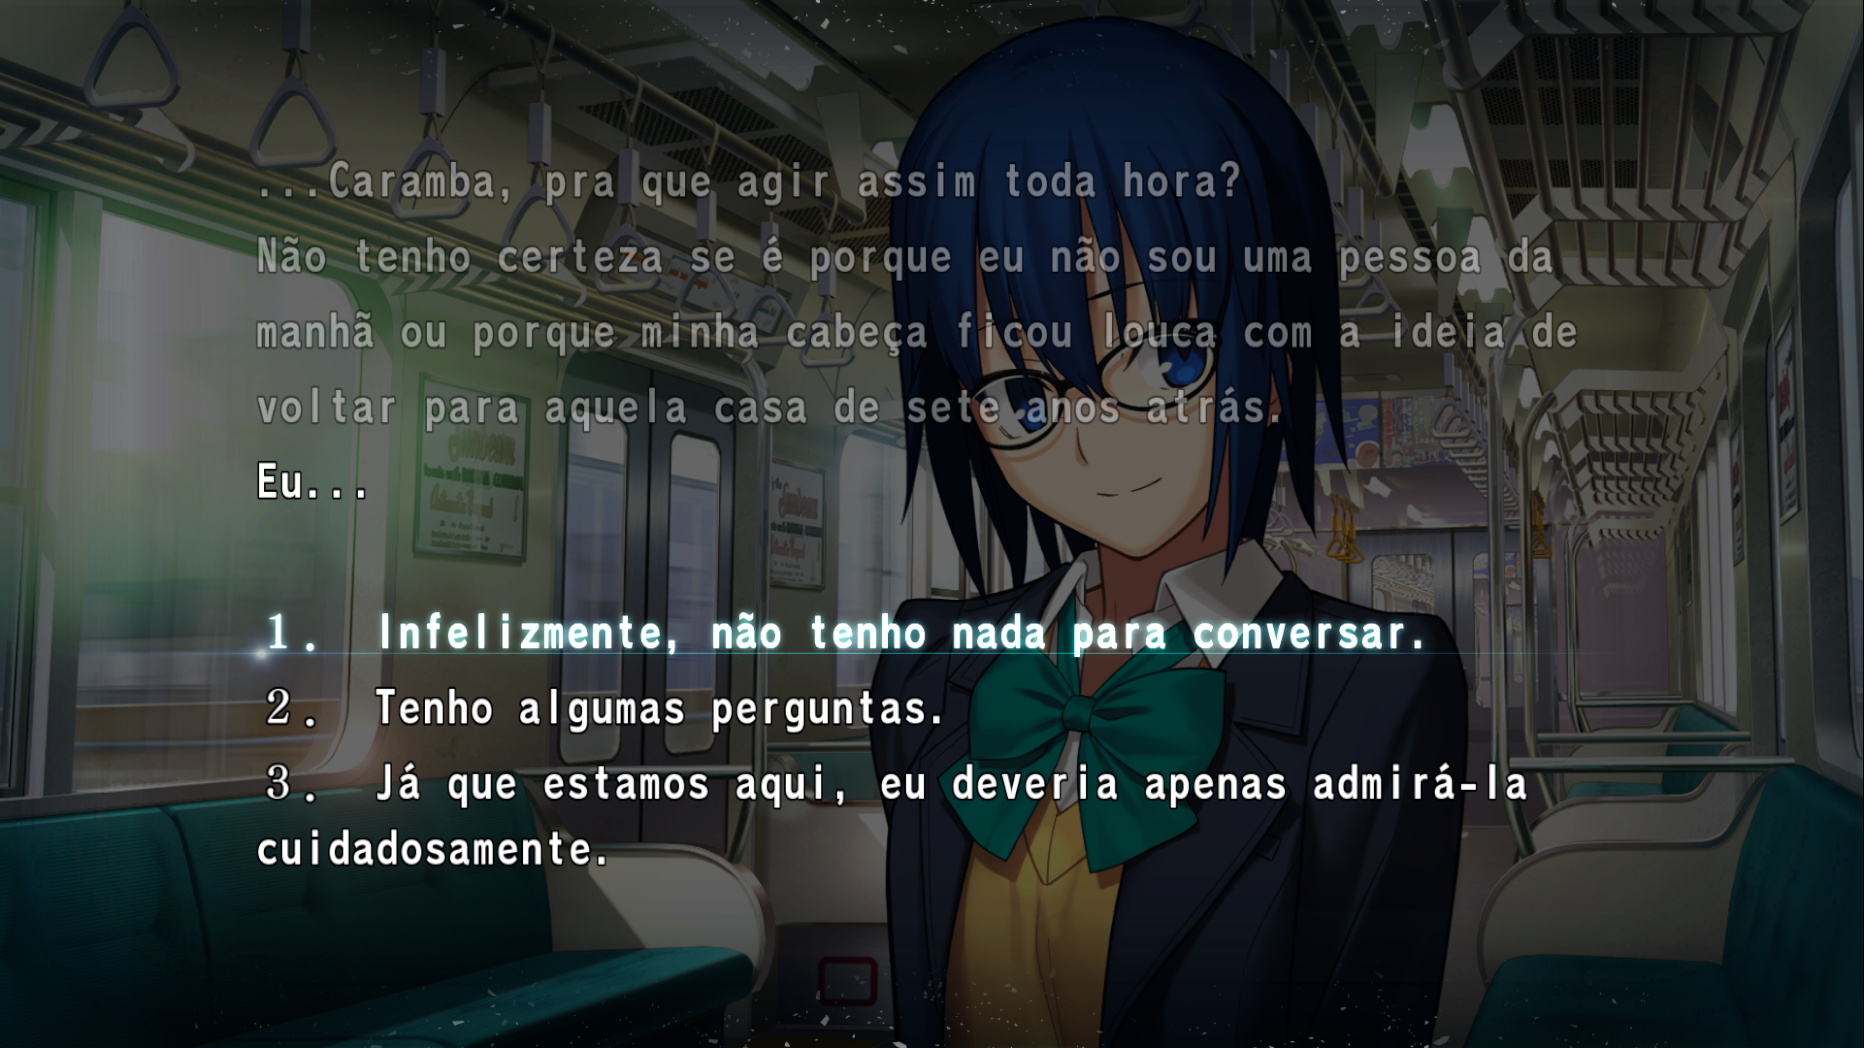 ...Caramba, pra que agir assim toda hora?
Não tenho certeza se é porque eu não sou uma pessoa da
manhã ou porque minha cabeça ficou louca com a ideia de
voltar para aquela casa de sete anos atrás.
Eu...
1. Infelizmente, não tenho nada para conversar.
2. Tenho algumas perguntas.
3. Já que estamos aqui, eu deveria apenas admirá-la
cuidadosamente.